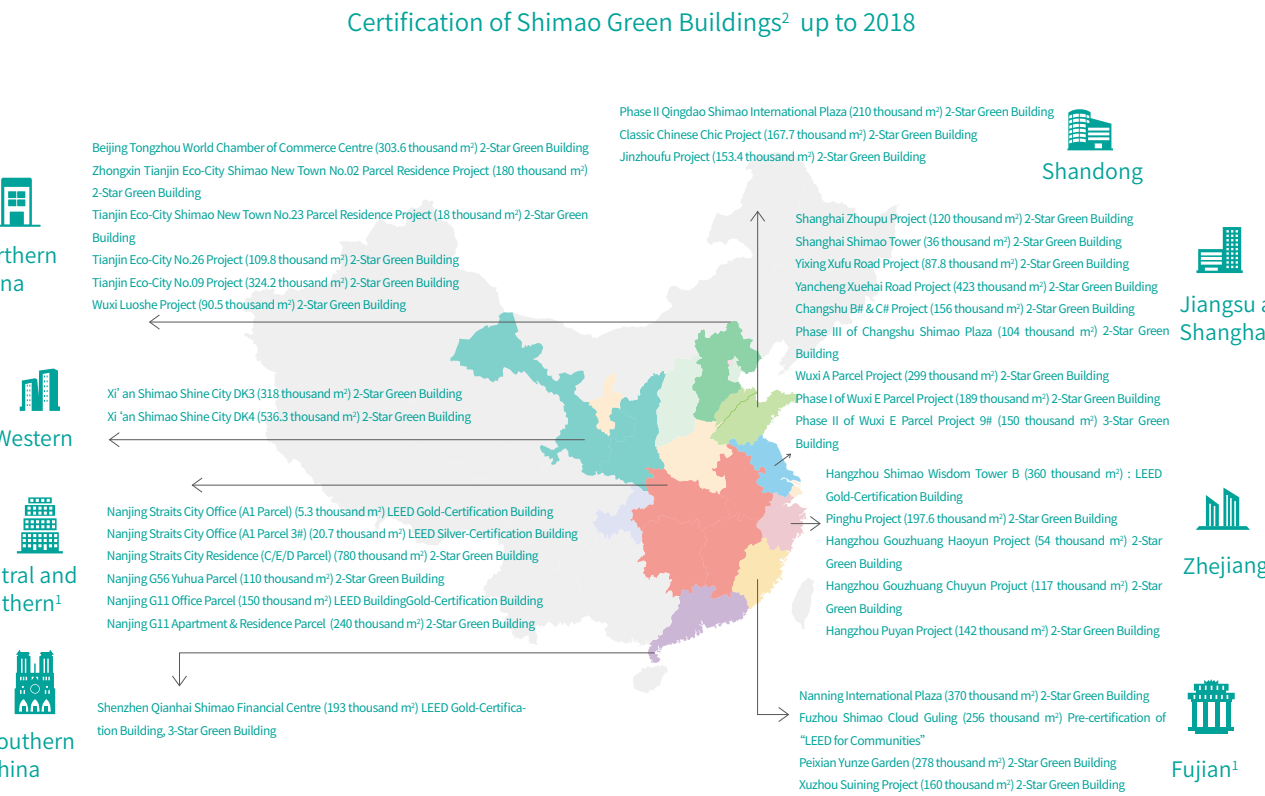 Certification of Shimao Green Buildings² up to 2018
Phase II Qingdao Shimao International Plaza (210 thousand m²) 2-Star Green Building
Classic Chinese Chic Project (167.7 thousand m²) 2-Star Green Building
Jinzhoufu Project (153.4 thousand m²) 2-Star Green Building
Shandong
Beijing Tongzhou World Chamber of Commerce Centre (303.6 thousand m²) 2-Star Green Building
Zhongxin Tianjin Eco-City Shimao New Town No.02 Parcel Residence Project (180 thousand m²)
2-Star Green Building
Tianjin Eco-City Shimao New Town No.23 Parcel Residence Project (18 thousand m²) 2-Star Green
Building
Tianjin Eco-City No.26 Project (109.8 thousand m²) 2-Star Green Building
Tianjin Eco-City No.09 Project (324.2 thousand m²) 2-Star Green Building
Wuxi Luoshe Project (90.5 thousand m²) 2-Star Green Building
rthern
na
Shanghai Zhoupu Project (120 thousand m²) 2-Star Green Building
Shanghai Shimao Tower (36 thousand m²) 2-Star Green Building
Yixing Xufu Road Project (87.8 thousand m²) 2-Star Green Building
Yancheng Xuehai Road Project (423 thousand m²) 2-Star Green Building
Changshu B# & C# Project (156 thousand m²) 2-Star Green Building
Phase III of Changshu Shimao Plaza (104 thousand m²) 2-Star Green
Building
Wuxi A Parcel Project (299 thousand m²) 2-Star Green Building
Phase I of Wuxi E Parcel Project (189 thousand m²) 2-Star Green Building
Phase II of Wuxi E Parcel Project 9# (150 thousand m²) 3-Star Green
Building
Jiangsu a
Shangha
Xi' an Shimao Shine City DK3 (318 thousand m²) 2-Star Green Building
Xi 'an Shimao Shine City DK4 (536.3 thousand m²) 2-Star Green Building
Western
Hangzhou Shimao Wisdom Tower B (360 thousand m²) : LEED
Gold-Certification Building
Pinghu Project (197.6 thousand m²) 2-Star Green Building
Hangzhou Gouzhuang Haoyun Project (54 thousand m²) 2-Star
Green Building
Hangzhou Gouzhuang Chuyun Projuct (117 thousand m²) 2-Star
Green Building
Hangzhou Puyan Project (142 thousand m²) 2-Star Green Building
Zhejiang
Nanjing Straits City Office (A1 Parcel) (5.3 thousand m²) LEED Gold-Certification Building
Nanjing Straits City Office (A1 Parcel 3#) (20.7 thousand m²) LEED Silver-Certification Building
Nanjing Straits City Residence (C/E/D Parcel) (780 thousand m²) 2-Star Green Building
Nanjing G56 Yuhua Parcel (110 thousand m²) 2-Star Green Building
Nanjing G11 Office Parcel (150 thousand m²) LEED BuildingGold-Certification Building
Nanjing G11 Apartment & Residence Parcel (240 thousand m²) 2-Star Green Building
tral and
thern¹
Shenzhen Qianhai Shimao Financial Centre (193 thousand m²) LEED Gold-Certifica-
tion Building, 3-Star Green Building
outhern
hina
Nanning International Plaza (370 thousand m²) 2-Star Green Building
Fuzhou Shimao Cloud Guling (256 thousand m²) Pre-certification of
“LEED for Communities”
Peixian Yunze Garden (278 thousand m²) 2-Star Green Building
Xuzhou Suining Project (160 thousand m²) 2-Star Green Building
Fujian¹